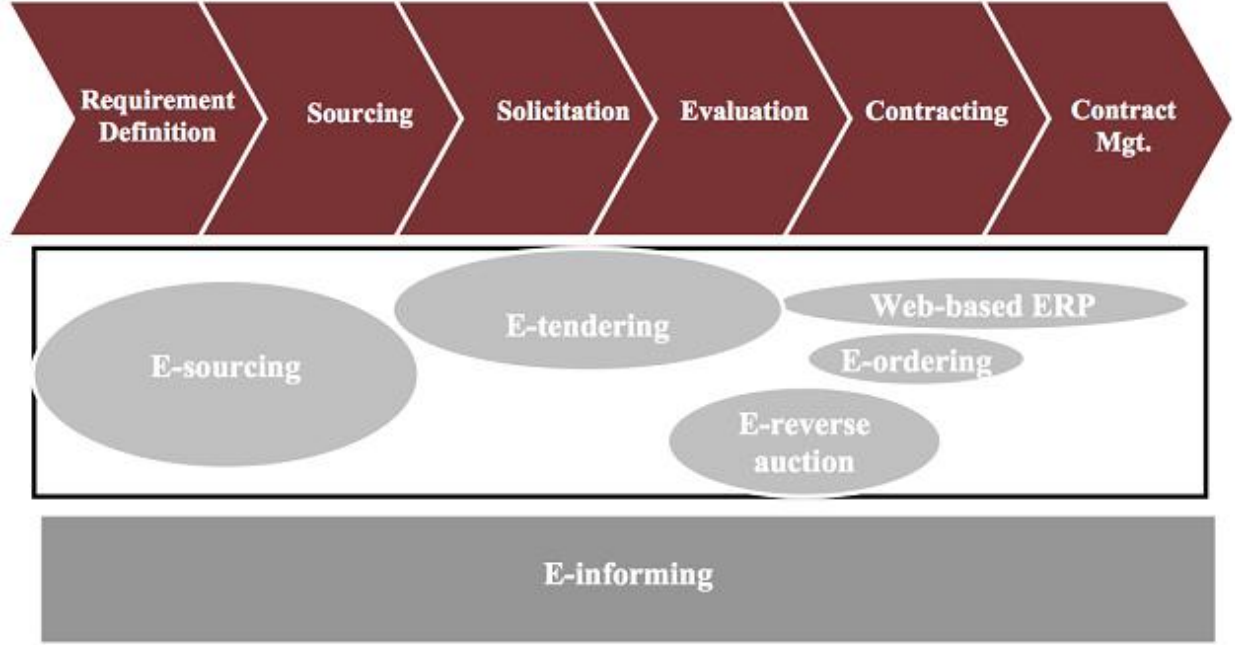 Requirement
Definition
Sourcing
Solicitation
Evaluation
Contracting
Contract
Mgt.
E-sourcing
E-tendering
Web-based ERP
E-ordering
E-reverse
auction
E-informing